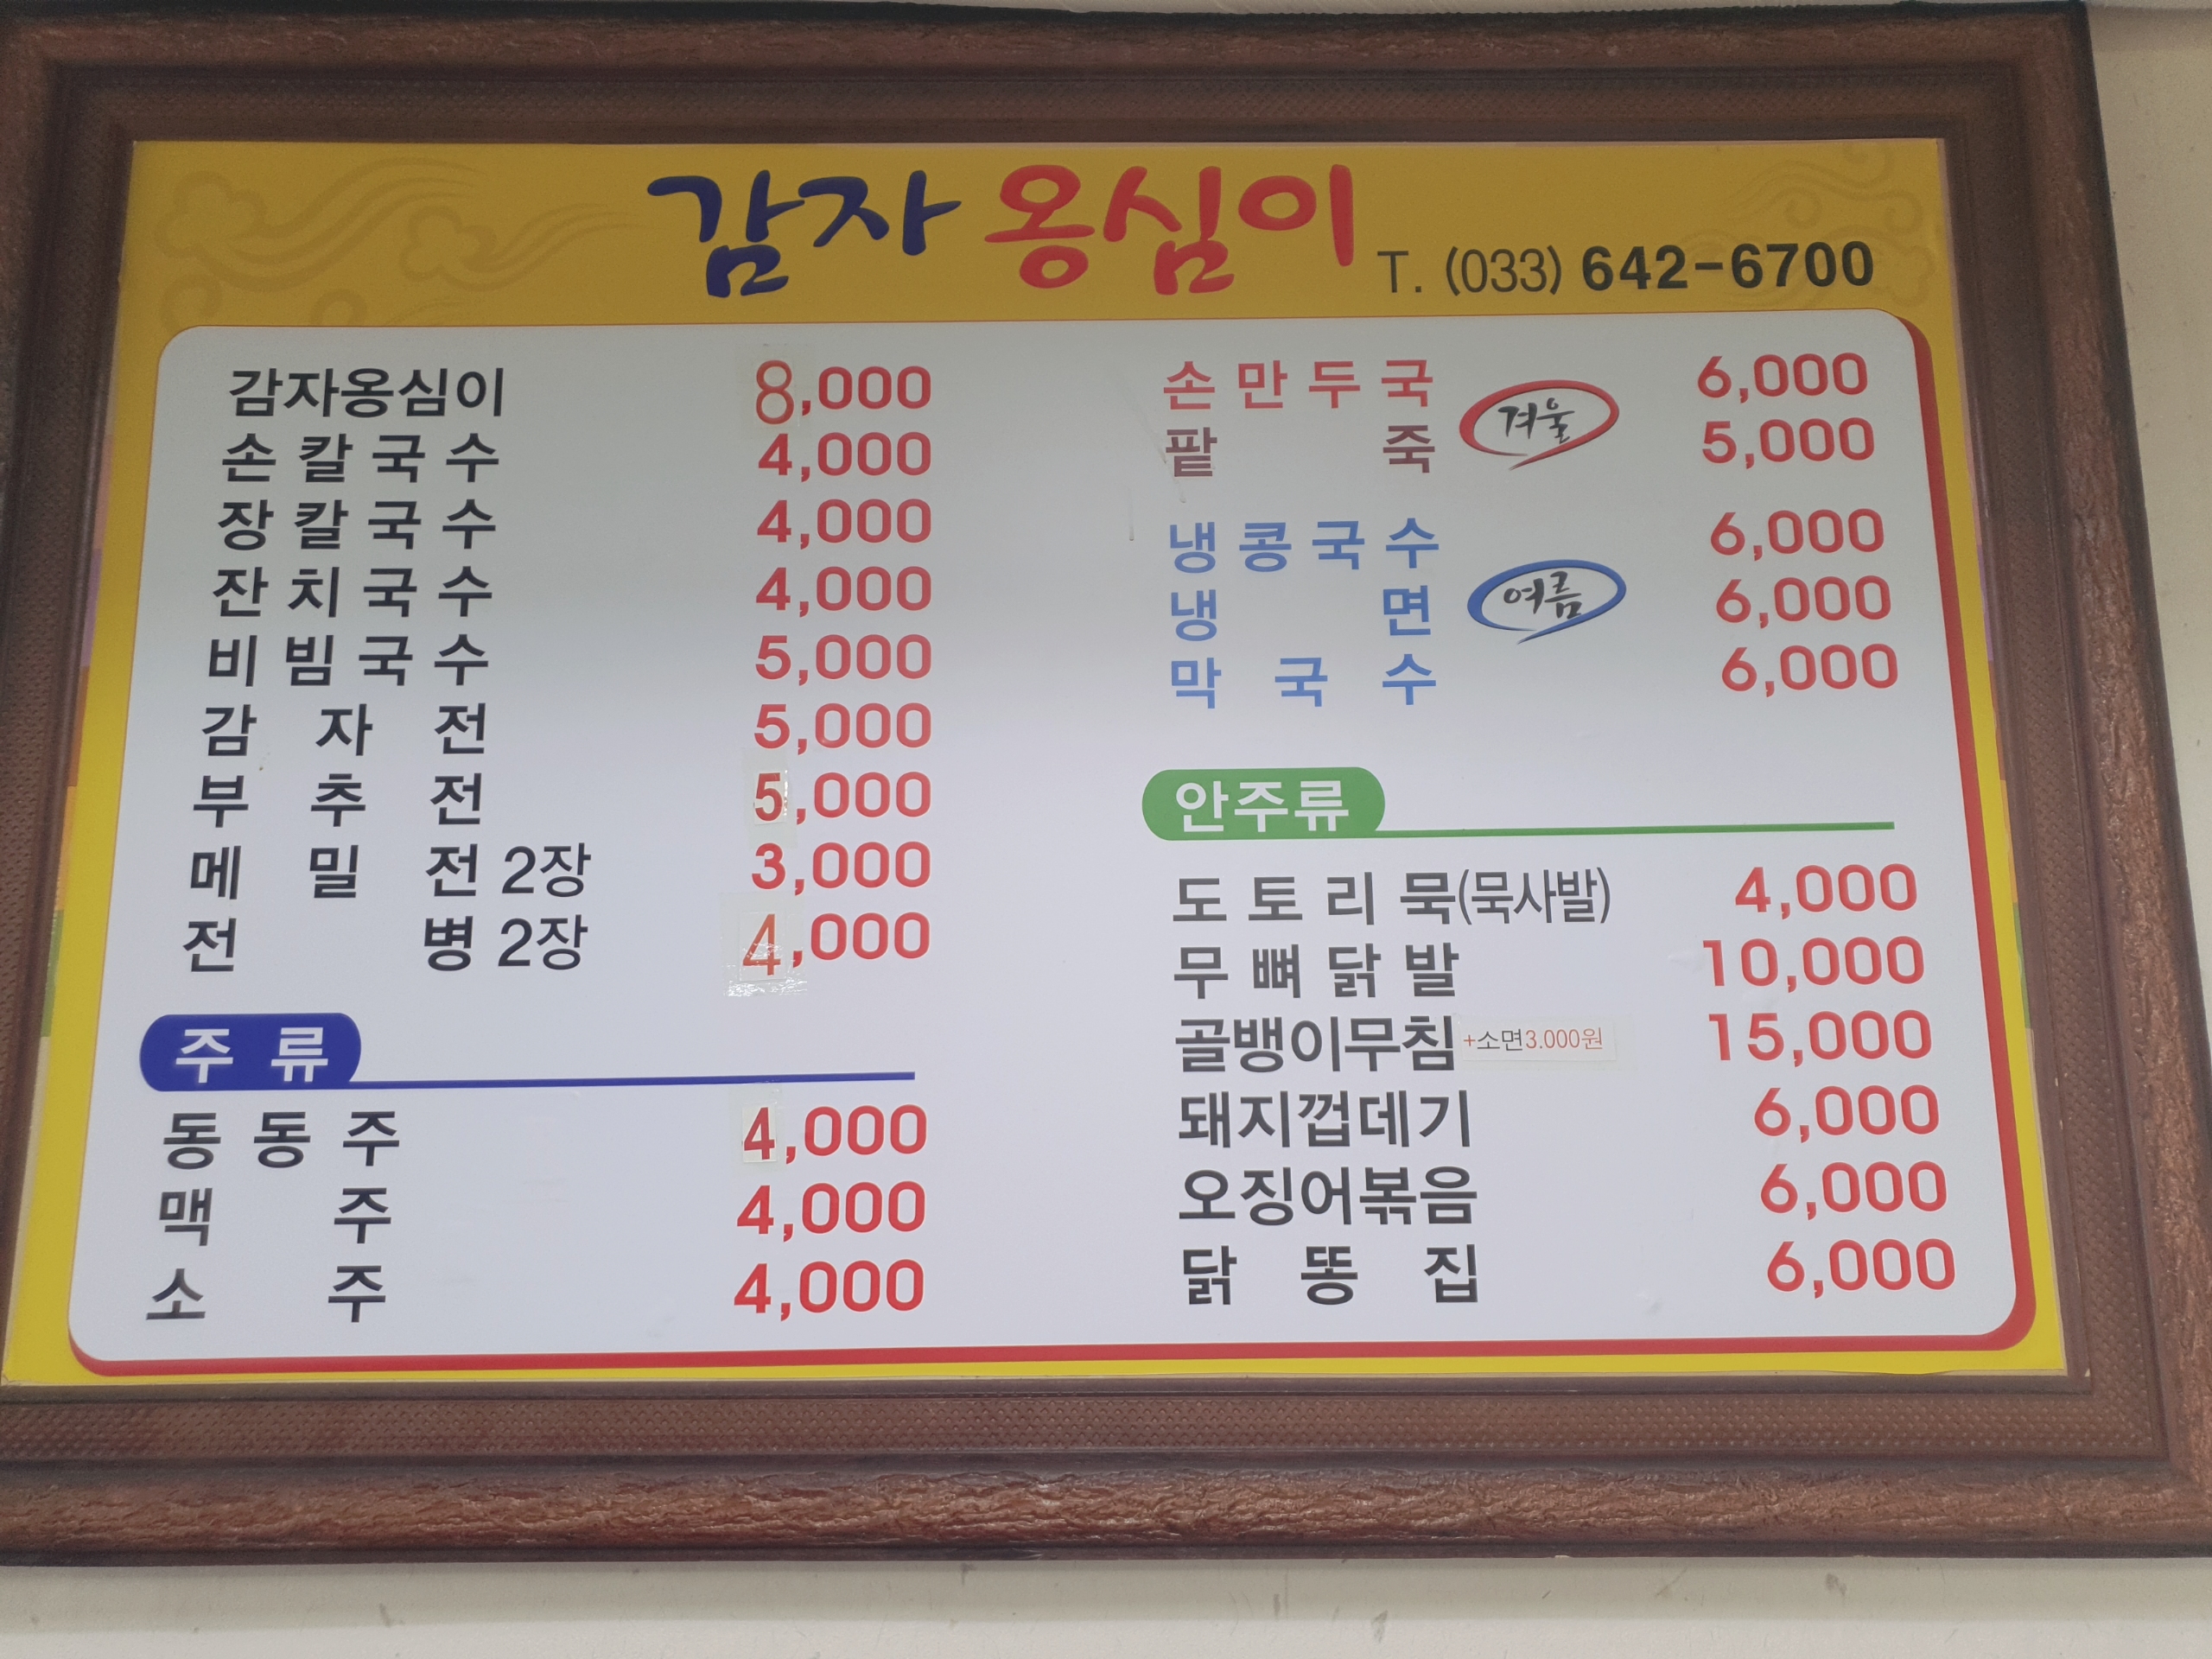 감자 옹심이 T. (033) 642-6700
감자옹심이 8,000
손칼국수 4,000
장칼국수 4,000
잔치국수 4,000
비빔국수 5,000
감자전 5,000
부추전 5,000
메밀전 2장 3,000
전병 2장 4,000
주류
동동주 4,000
맥주 4,000
소주 4,000
손만두국 6,000
겨울
팥죽 5,000
냉콩국수 6,000
냉면 여름 6,000
막국수 6,000
안주류
도토리묵(묵사발) 4,000
무뼈닭발 10,000
골뱅이무침 +소면3.000원 15,000
돼지껍데기 6,000
오징어볶음 6,000
닭똥집 6,000